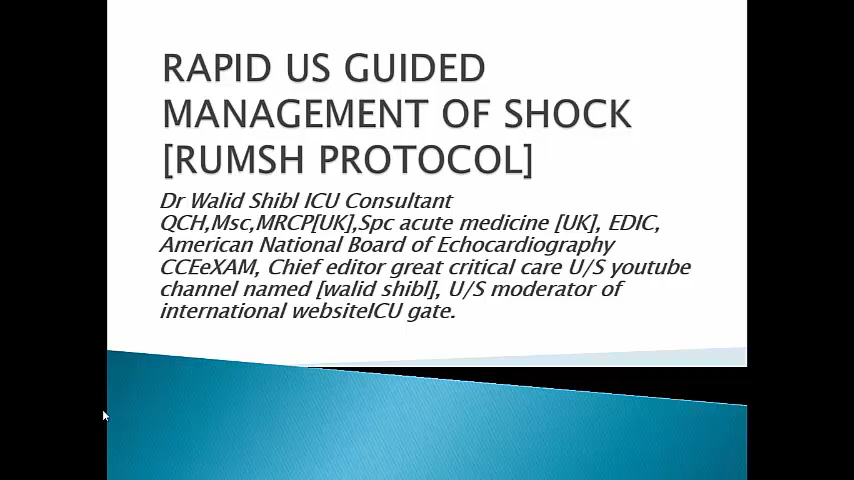 RAPID US GUIDED
MANAGEMENT OF SHOCK
[RUMSH PROTOCOL]
Dr Walid Shibl ICU Consultant
QCH,Msc,MRCP[UK],Spc acute medicine [UK], EDIC,
American National Board of Echocardiography
CCEeXAM, Chief editor great critical care U/S youtube
channel named [walid shibl], U/S moderator of
international websiteICU gate.